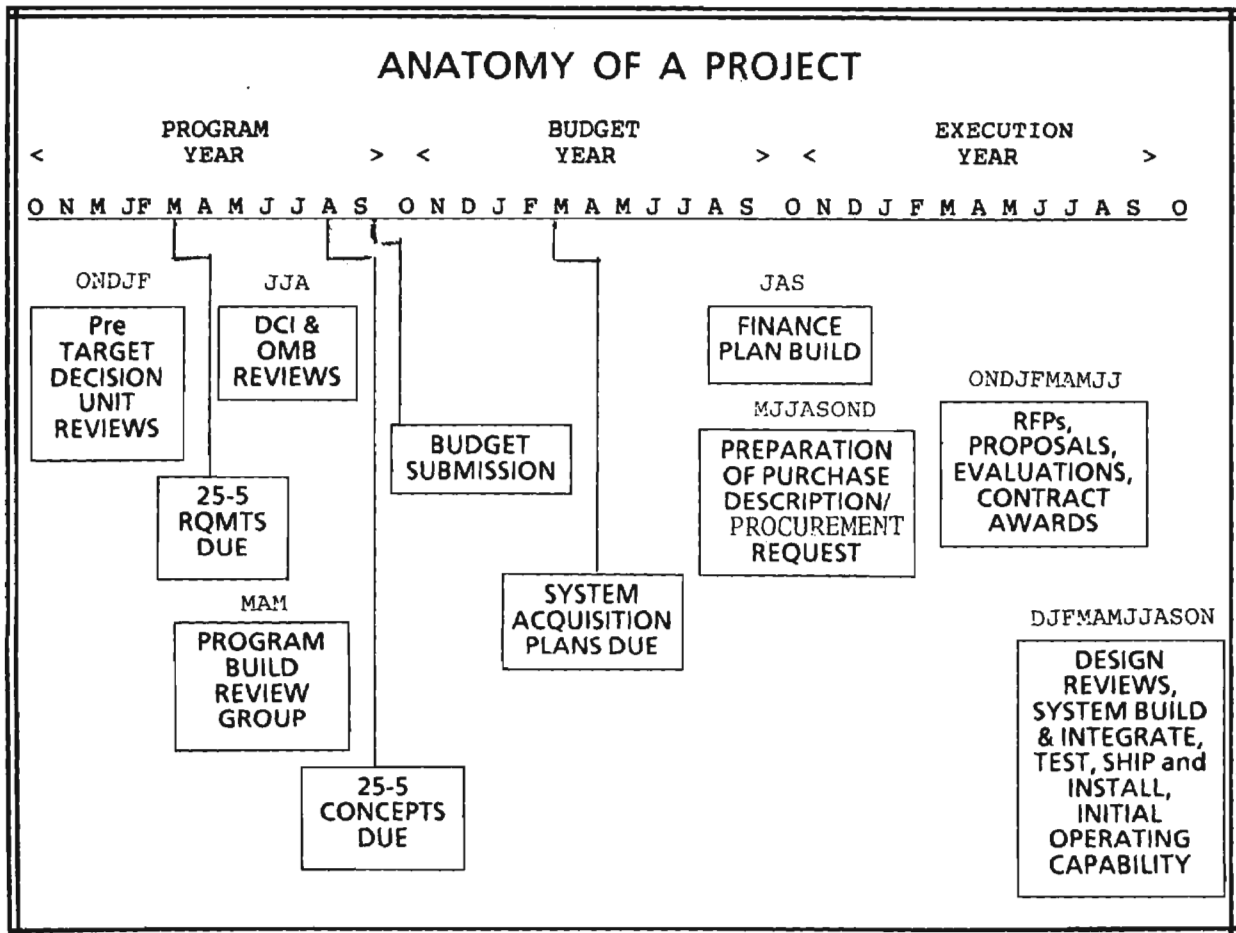 ANATOMY OF A PROJECT
PROGRAM
< YEAR >
BUDGET
< YEAR >
EXECUTION
< YEAR >
O N M JF M A M J J A S O N D J F M A M J J A S O N D J F M A M J J A S O
ONDJF
Pre
TARGET
DECISION
UNIT
REVIEWS
JJA
DCI &
OMB
REVIEWS
25-5
RQMTS
DUE
MAM
PROGRAM
BUILD
REVIEW
GROUP
25-5
CONCEPTS
DUE
BUDGET
SUBMISSION
SYSTEM
ACQUISITION
PLANS DUE
JAS
FINANCE
PLAN BUILD
MJJASOND
PREPARATION
OF PURCHASE
DESCRIPTION/
PROCUREMENT
REQUEST
ONDJFMAMJJ
RFPs,
PROPOSALS,
EVALUATIONS,
CONTRACT
AWARDS
DJFMAMJJASON
DESIGN
REVIEWS,
SYSTEM BUILD
& INTEGRATE,
TEST, SHIP and
INSTALL,
INITIAL
OPERATING
CAPABILITY